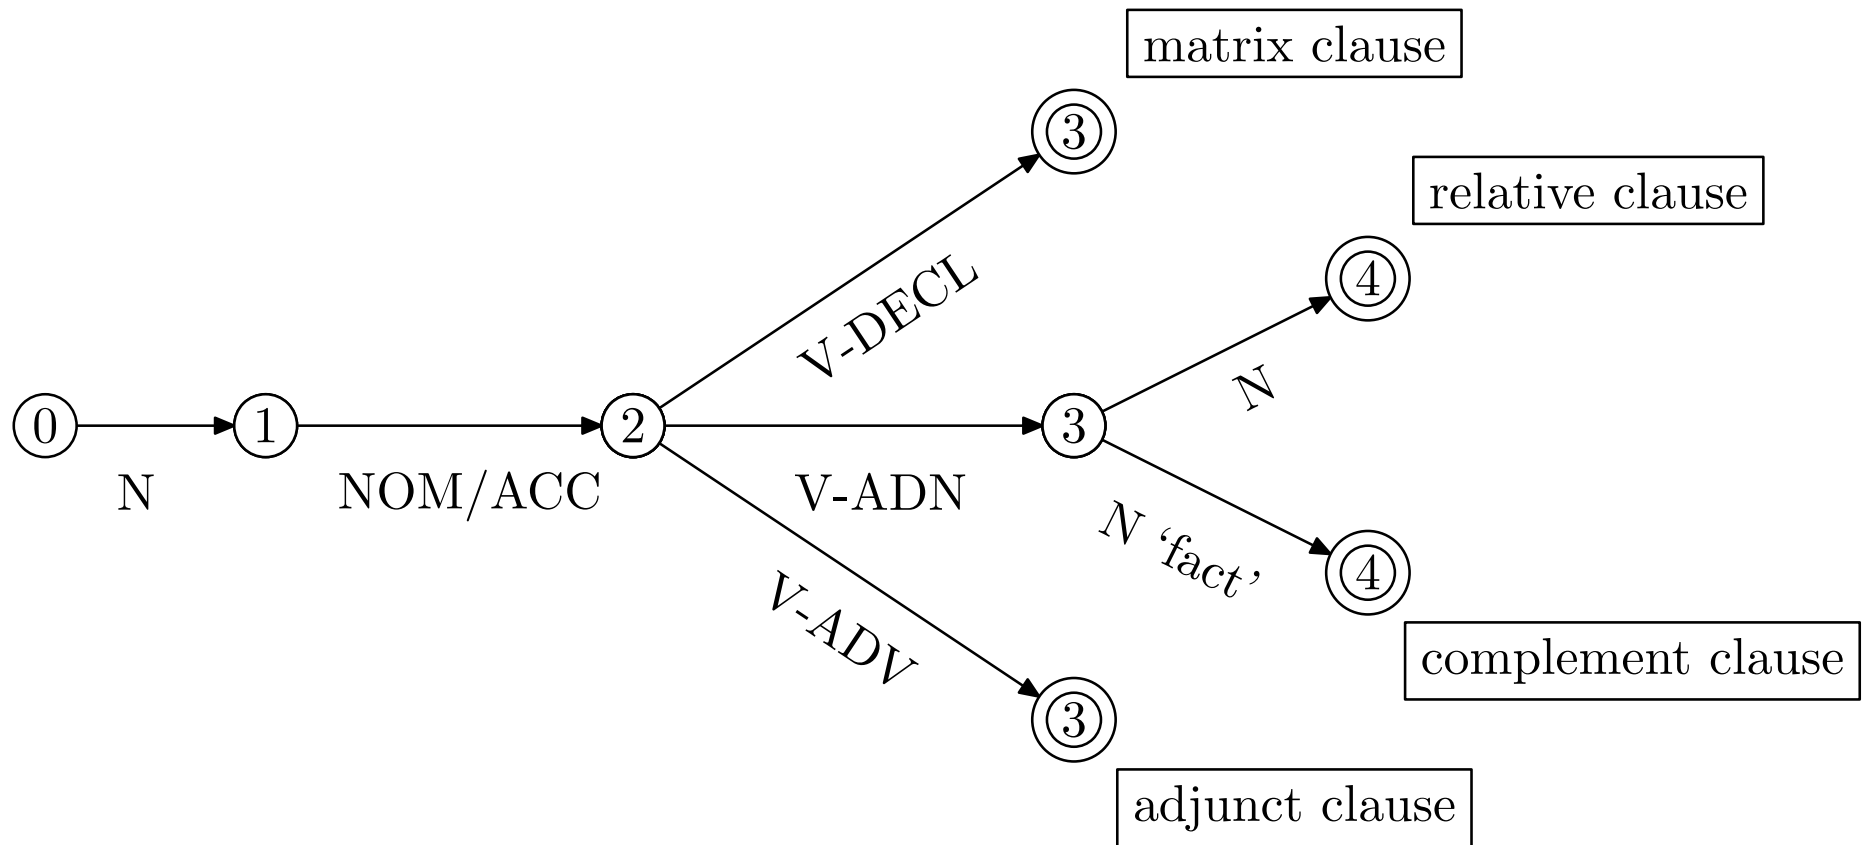 matrix clause
3
relative clause
4
V-DECL
N
0
1
2
3
N
NOM/ACC
V-ADN
N ‘fact’
4
V-ADV
complement clause
3
adjunct clause